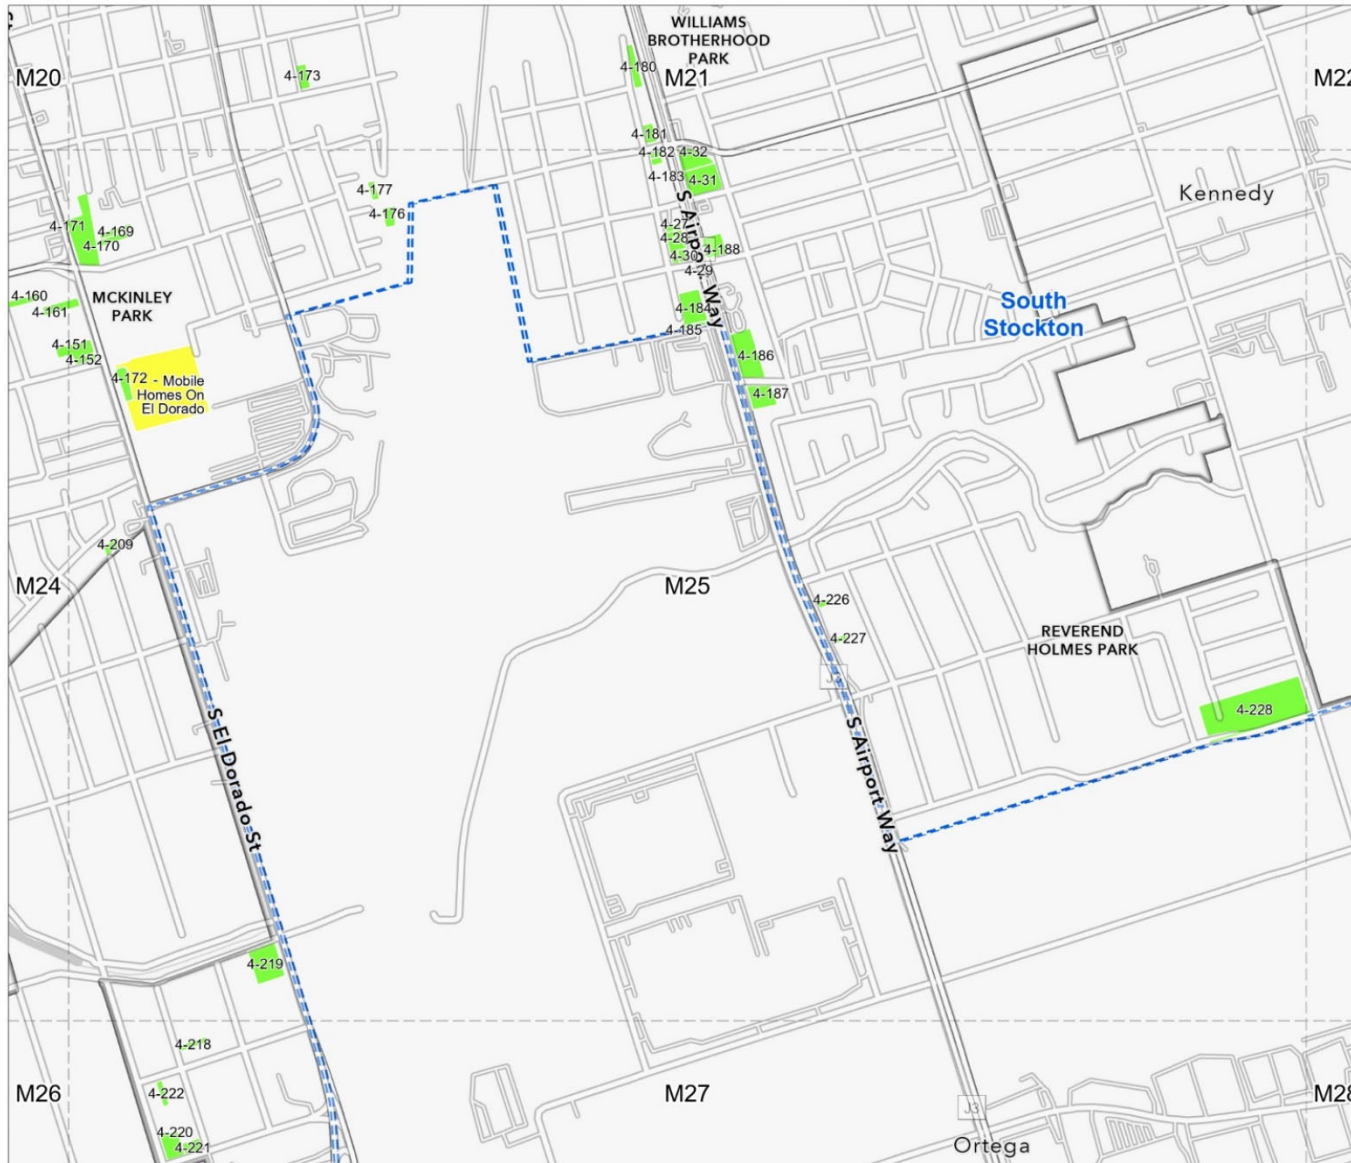 WILLIAMS
BROTHERHOOD
PARK
M20
4-173
4-180
M21
M22
4-181
4-182
4-32
4-183
4-31
4-177
4-176
Kennedy
4-171
4-169
4-170
4-27
4-28
4-188
4-30
4-29
S Airport Way
4-160
4-161
MCKINLEY
PARK
South
Stockton
4-184
4-185
4-151
4-152
4-186
4-172
- Mobile
Homes On
El Dorado
4-187
4-209
M24
M25
4-226
4-227
REVEREND
HOLMES PARK
4-228
S El Dorado St
S Airport Way
4-219
4-218
M26
4-222
M27
M28
J3
4-220
4-221
Ortega